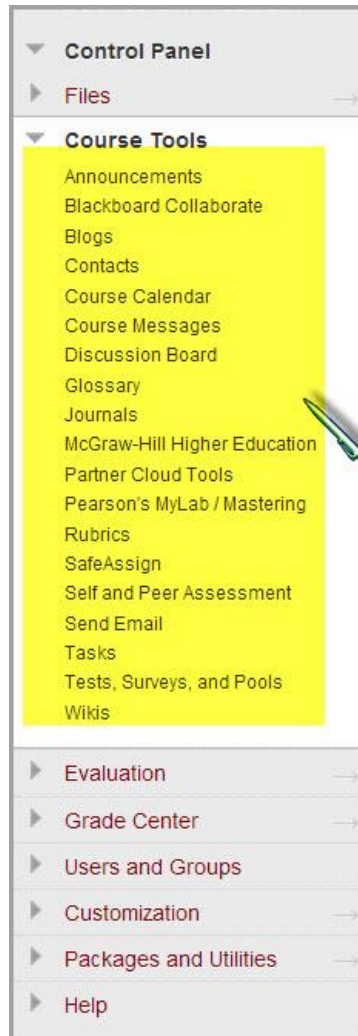 Control Panel
Files
Course Tools
Announcements
Blackboard Collaborate
Blogs
Contacts
Course Calendar
Course Messages
Discussion Board
Glossary
Journals
McGraw-Hill Higher Education
Partner Cloud Tools
Pearson's MyLab / Mastering
Rubrics
SafeAssign
Self and Peer Assessment
Send Email
Tasks
Tests, Surveys, and Pools
Wikis
Evaluation
Grade Center
Users and Groups
Customization
Packages and Utilities
Help